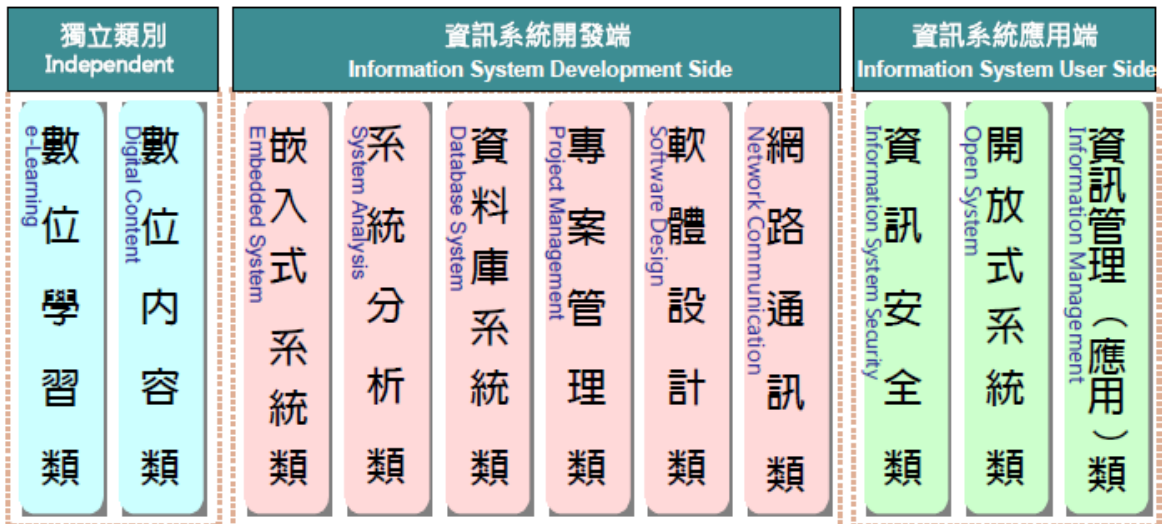 獨立類別
Independent
數位學習類
e-Learning
數位內容類
Digital Content
資訊系統開發端
Information System Development Side
嵌入式系統類
Embedded System
系統分析類
System Analysis
資料庫系統類
Database System
專案管理類
Project Management
軟體設計類
Software Design
網路通訊類
Network Communication
資訊系統應用端
Information System User Side
資訊安全類
Information System Security
開放式系統類
Open System
資訊管理（應用）類
Information Management